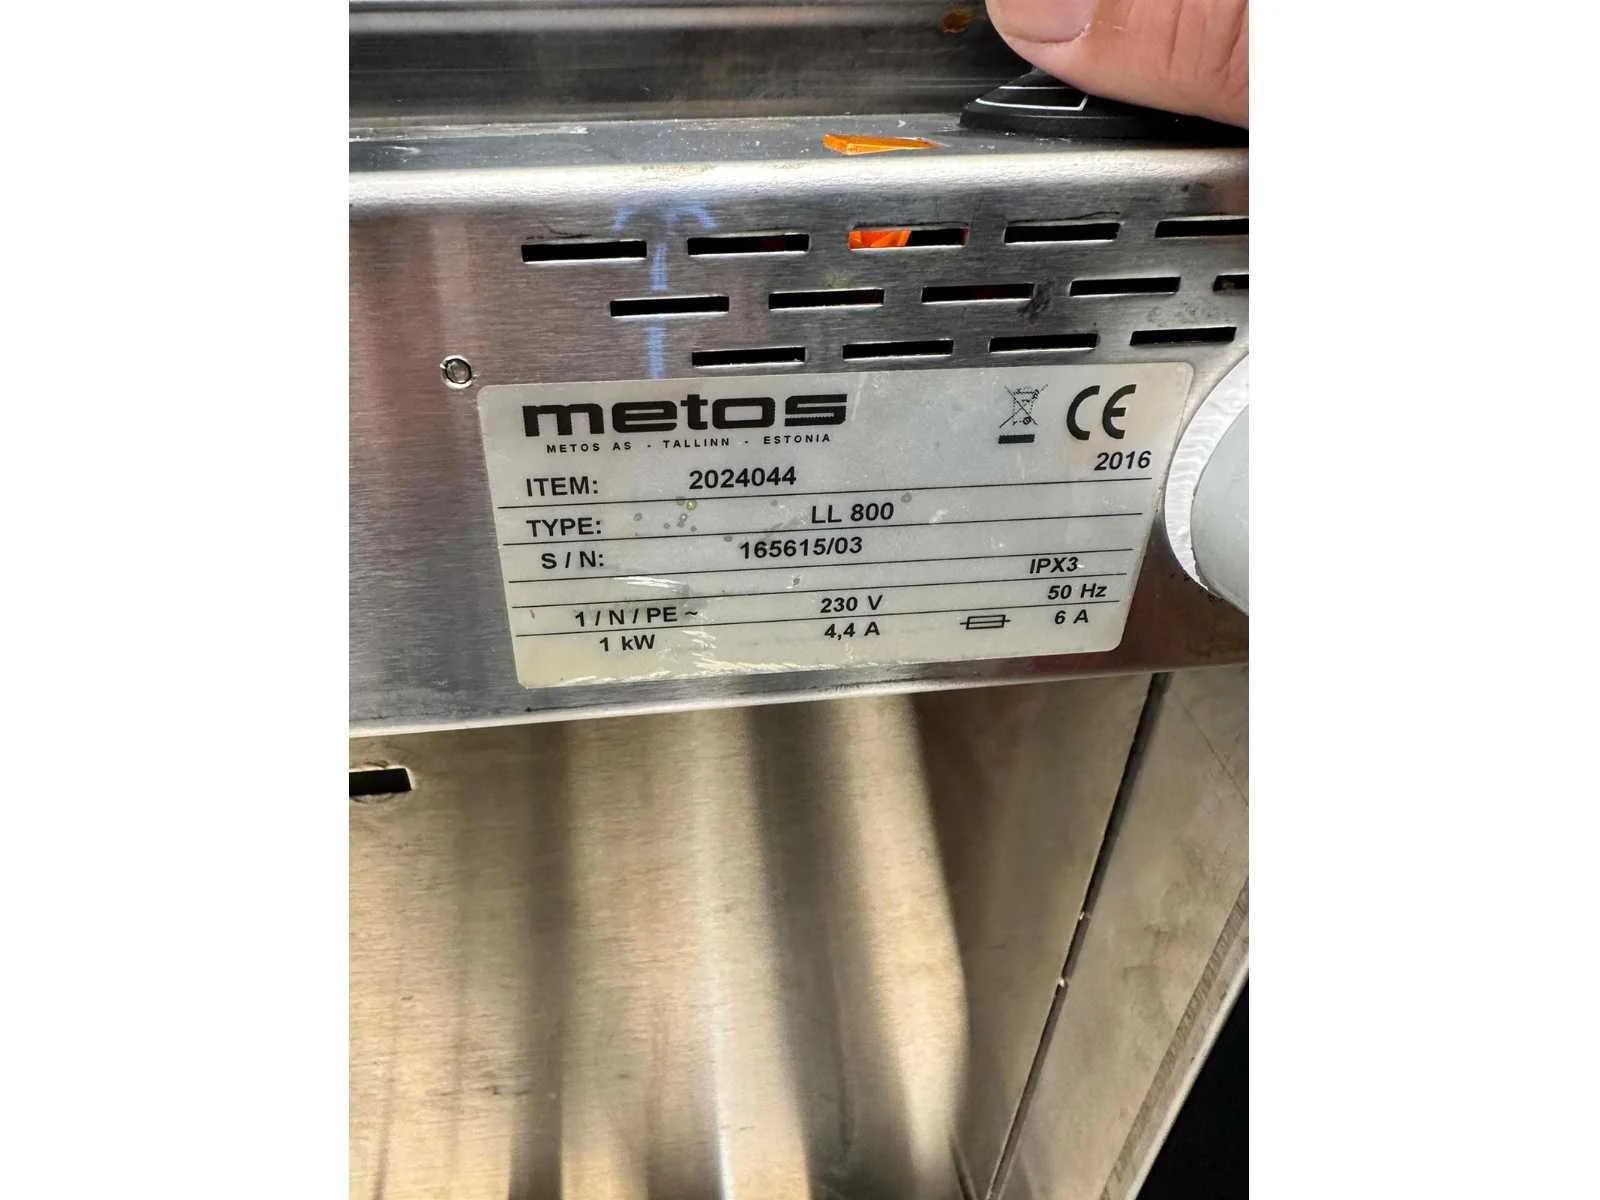 metos
METOS AS - TALLINN - ESTONIA
CE
2016
ITEM: 2024044
TYPE: LL 800
S / N: 165615/03
IPX3
1 / N / PE ~ 230 V 50 Hz
1 kW 4,4 A 6 A